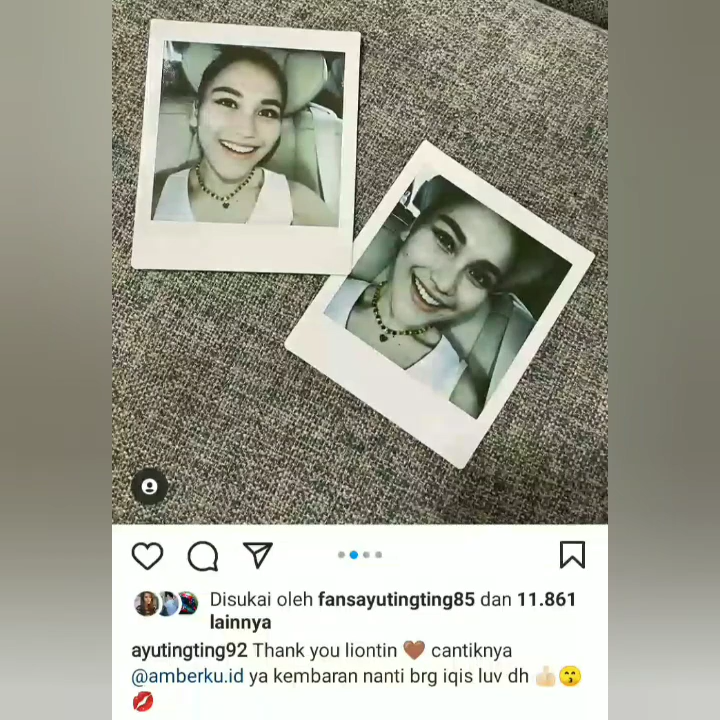 Disukai oleh fansayutingting85 dan 11.861
lainnya
ayutingting92 Thank you liontin 🤎 cantiknya
@amberku.id ya kembaran nanti brg iqis luv dh 👍🏻😙
💋